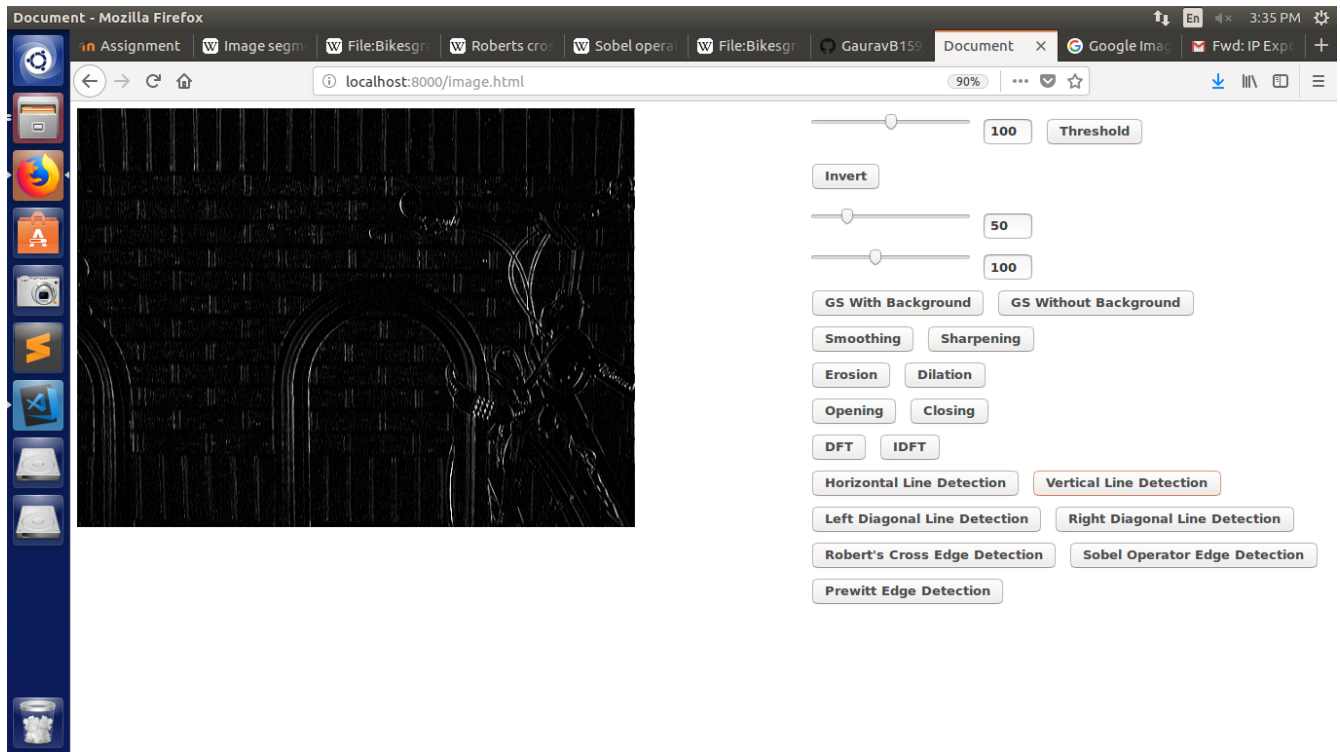 Document - Mozilla Firefox
En 3:35 PM
Assignment Image segm File:Bikesgr Roberts cros Sobel opera File:Bikesgr GauravB159 Document Google Imag Fwd: IP Exp
localhost:8000/image.html 90%
100 Threshold
Invert
50
100
GS With Background GS Without Background
Smoothing Sharpening
Erosion Dilation
Opening Closing
DFT IDFT
Horizontal Line Detection Vertical Line Detection
Left Diagonal Line Detection Right Diagonal Line Detection
Robert's Cross Edge Detection Sobel Operator Edge Detection
Prewitt Edge Detection